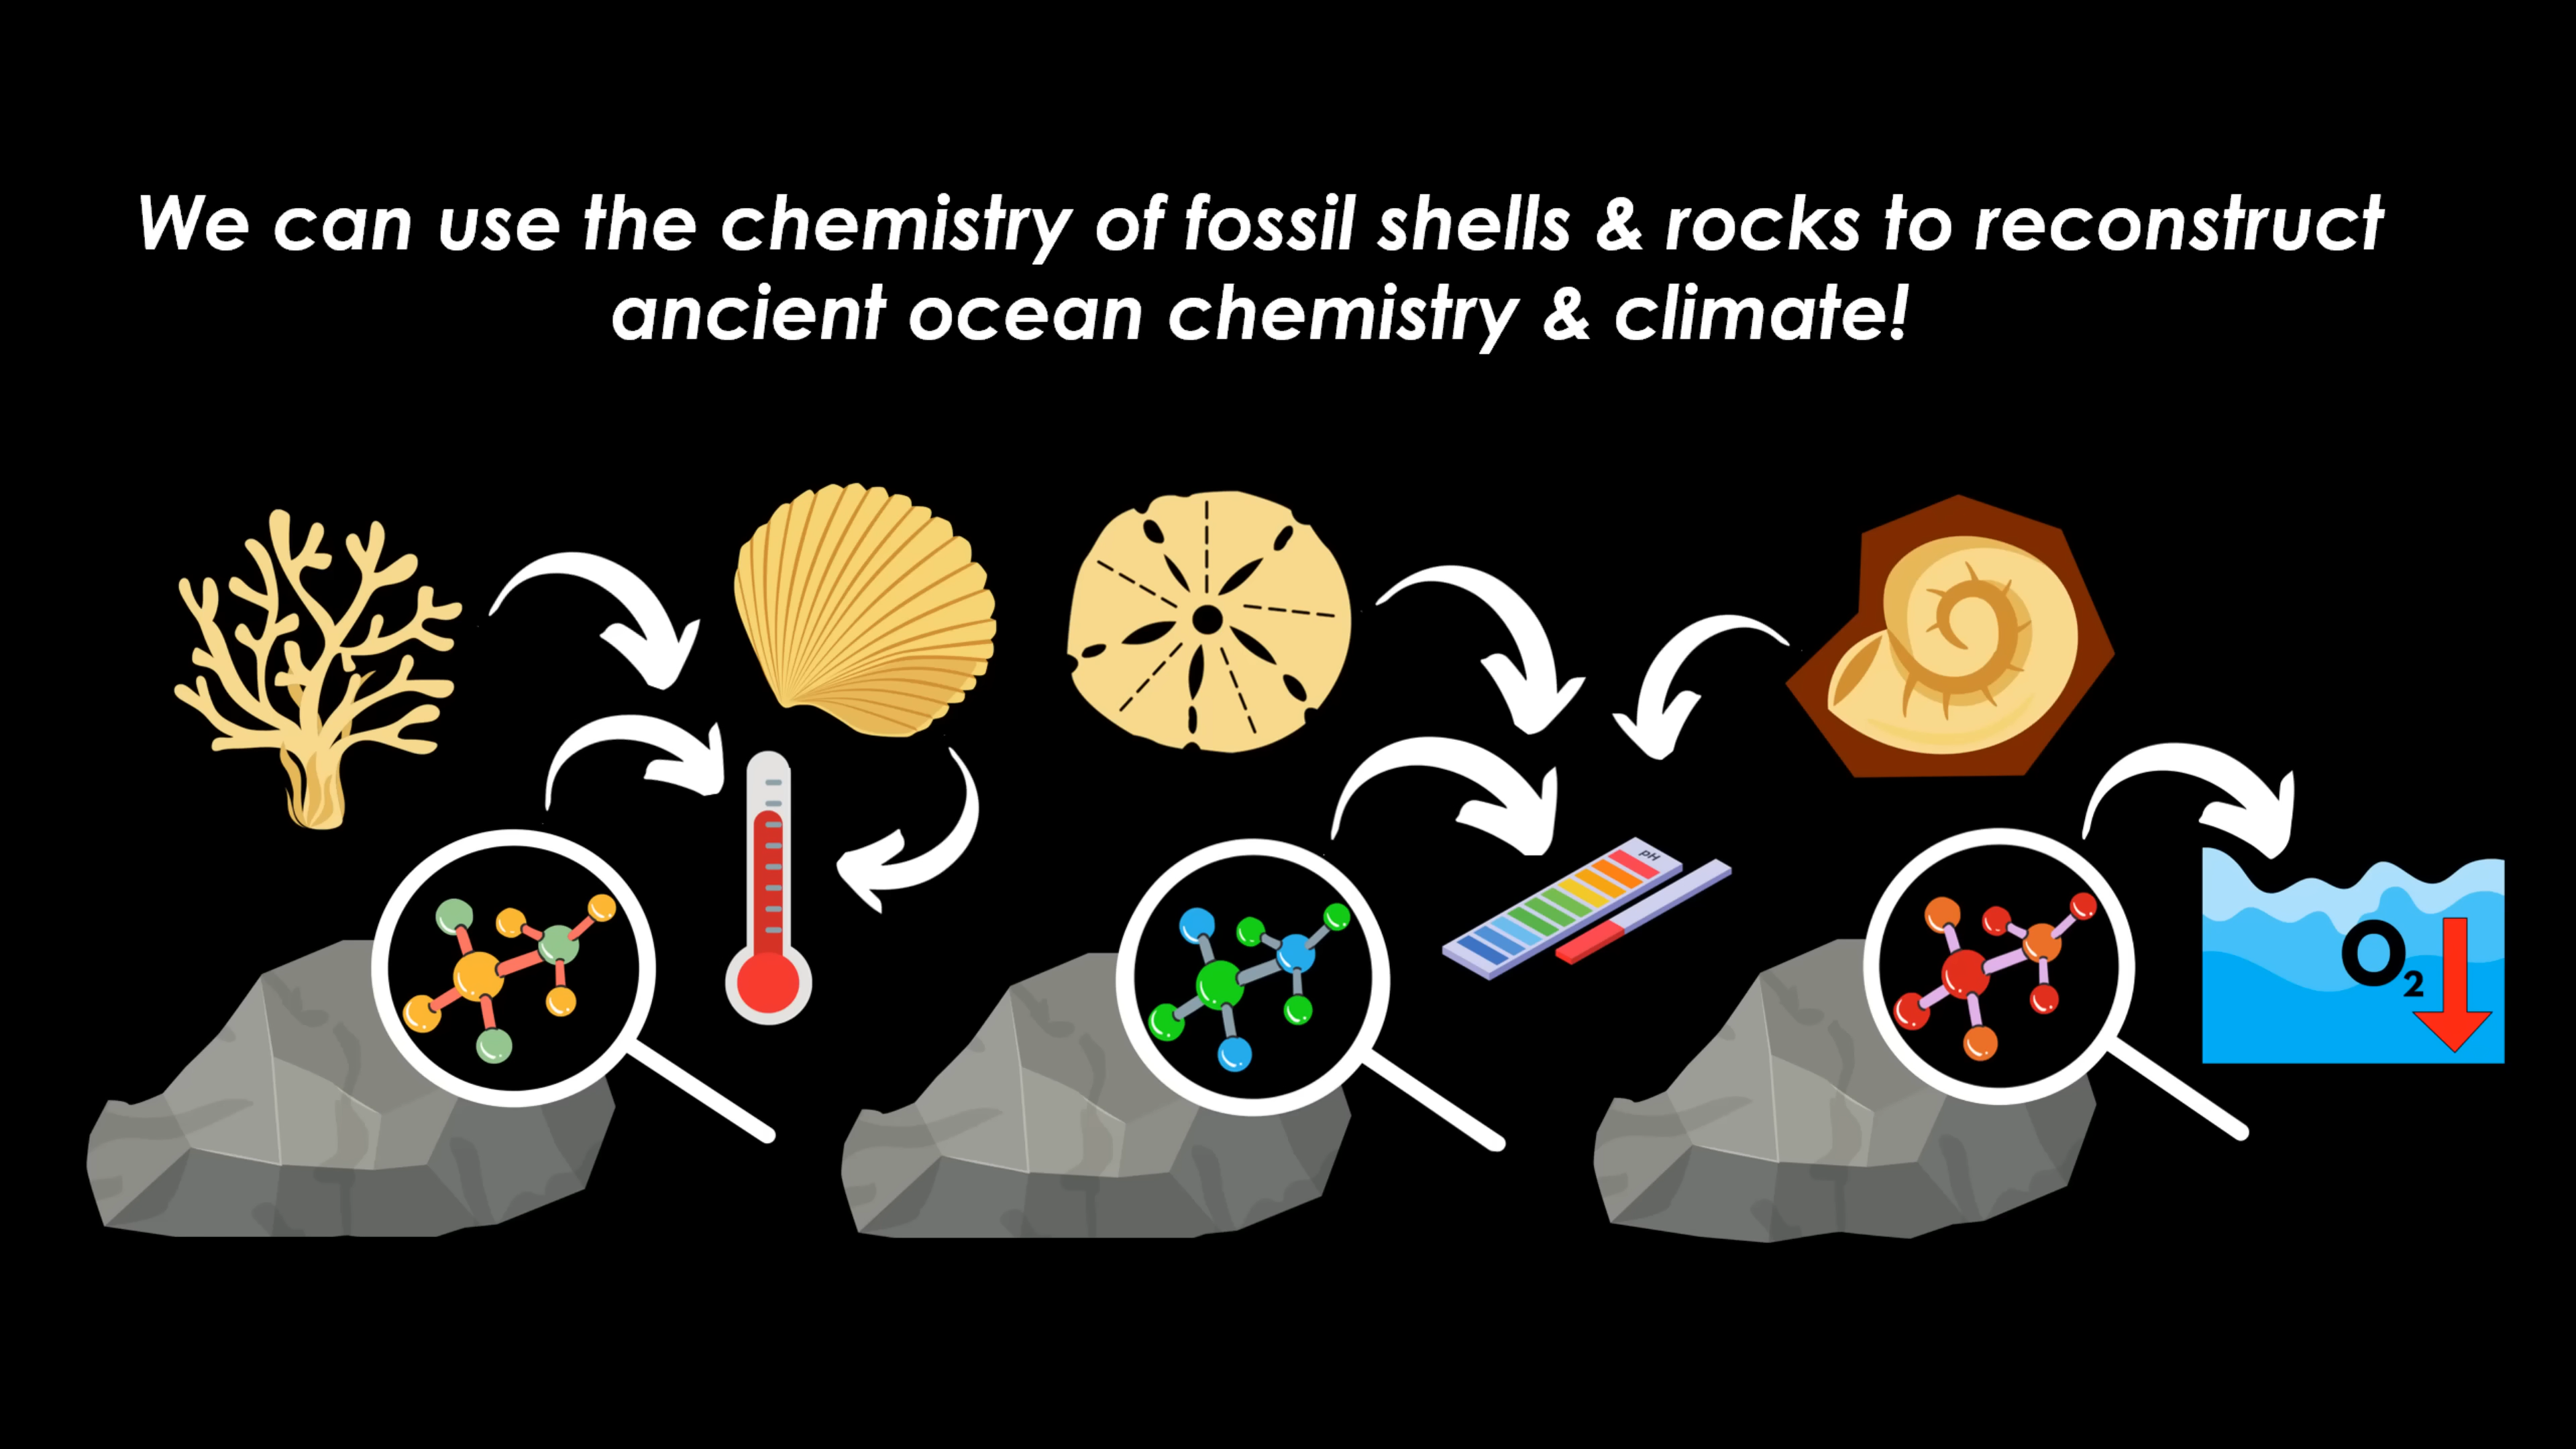 We can use the chemistry of fossil shells & rocks to reconstruct
ancient ocean chemistry & climate!
pH
O₂